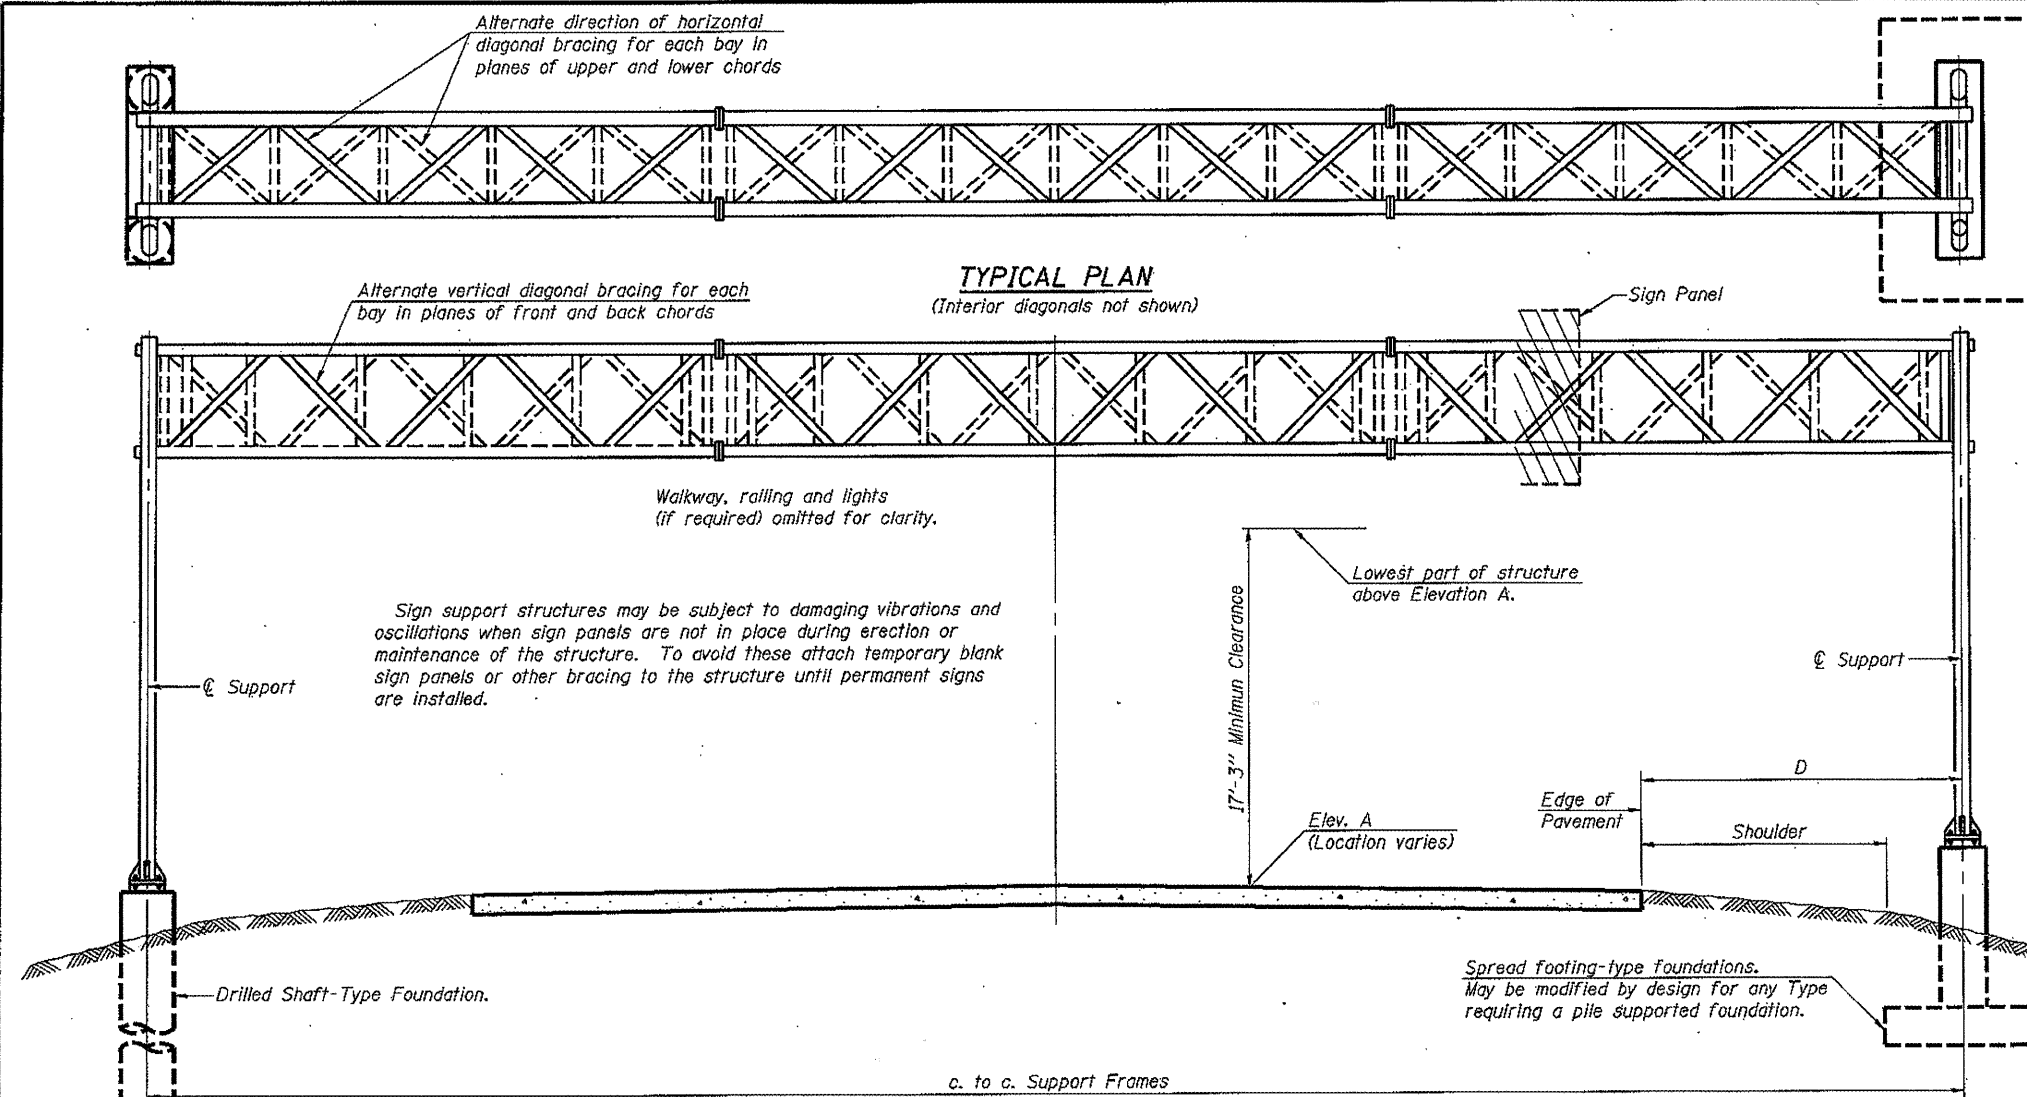 Alternate direction of horizontal
diagonal bracing for each bay in
planes of upper and lower chords
TYPICAL PLAN
(Interior diagonals not shown)
Alternate vertical diagonal bracing for each
bay in planes of front and back chords
Sign Panel
Walkway, railing and lights
(if required) omitted for clarity.
Lowest part of structure
above Elevation A.
Sign support structures may be subject to damaging vibrations and
oscillations when sign panels are not in place during erection or
maintenance of the structure. To avoid these attach temporary blank
sign panels or other bracing to the structure until permanent signs
are installed.
17'-3" Minimun Clearance
℄ Support
℄ Support
D
Edge of
Pavement
Shoulder
Elev. A
(Location varies)
Drilled Shaft-Type Foundation.
Spread footing-type foundations.
May be modified by design for any Type
requiring a pile supported foundation.
c. to c. Support Frames